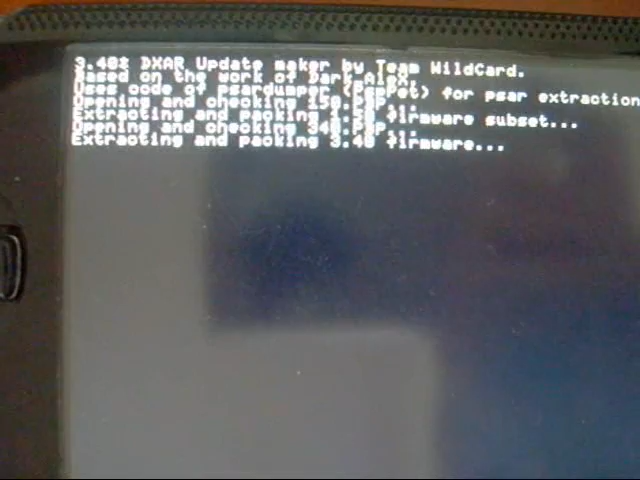 3.40‡ DXAR Update maker by Team WildCard.
Based on the work of Dark_AleX.
Uses code of psardumper (PspPet) for psar extraction
Opening and checking 150.PBP...
Extracting and packing 1.50 firmware subset...
Opening and checking 340.PBP...
Extracting and packing 3.40 firmware...